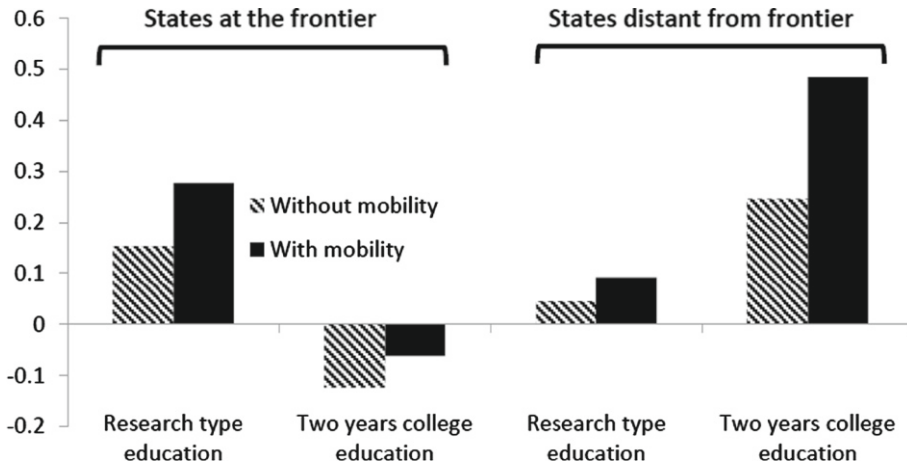 States at the frontier
States distant from frontier
0.6
0.5
0.4
0.3
0.2
0.1
0
-0.1
-0.2
Without mobility
With mobility
Research type
education
Two years college
education
Research type
education
Two years college
education